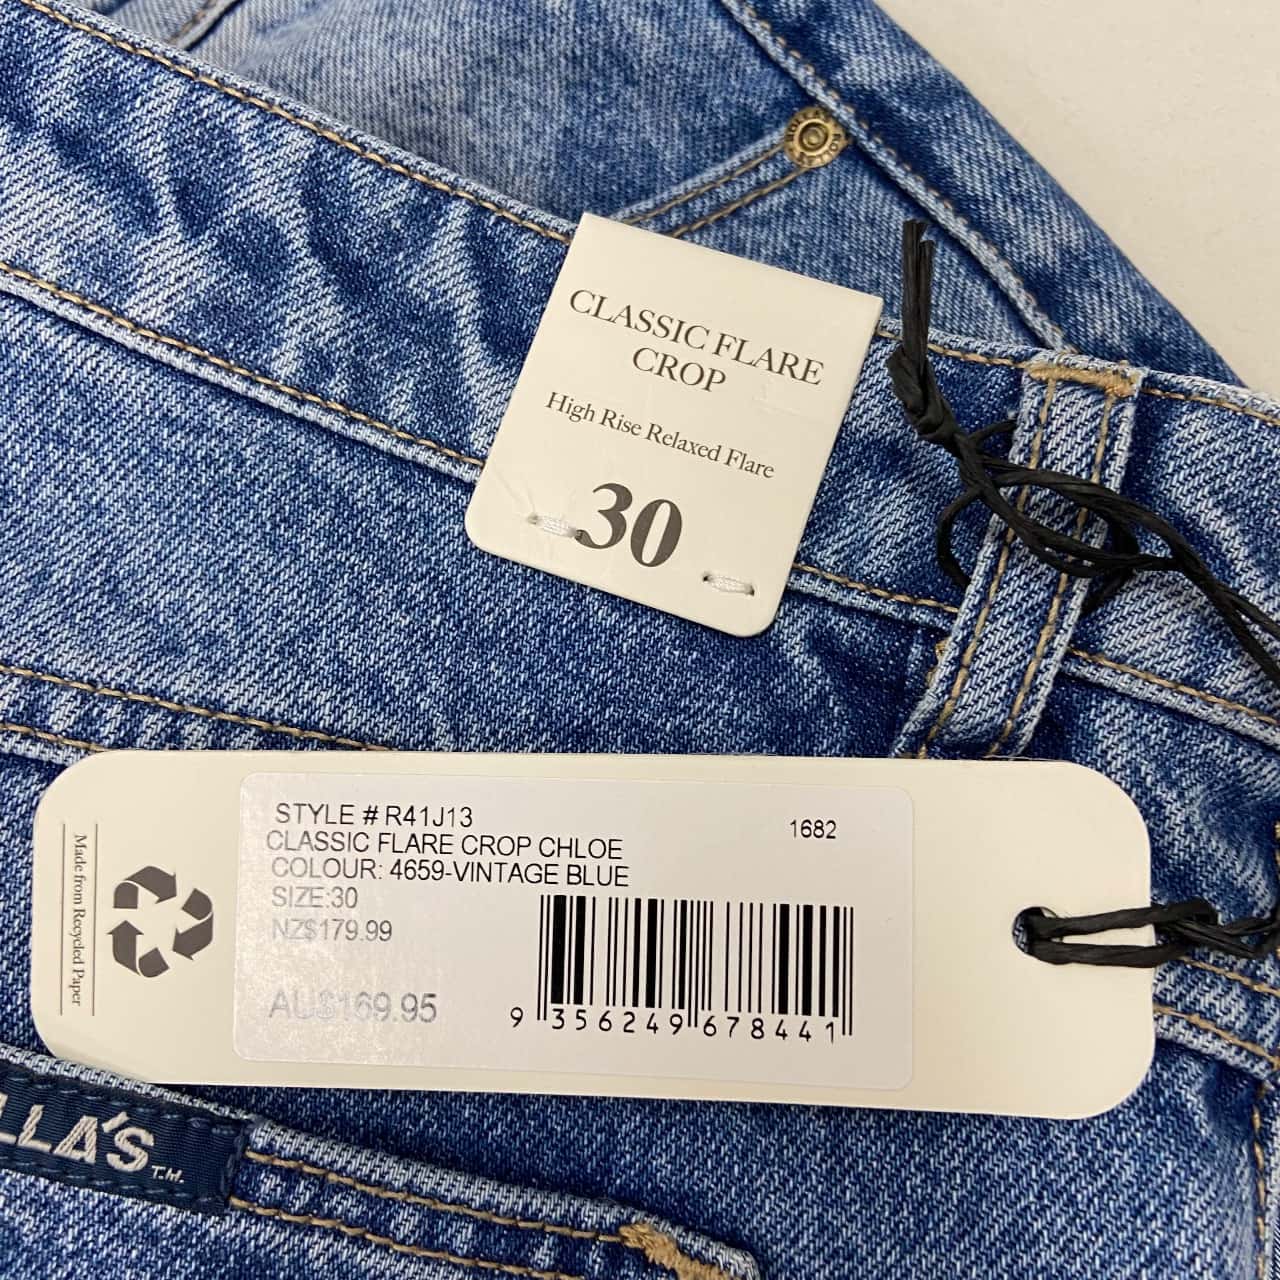 CLASSIC FLARE
CROP
High Rise Relaxed Flare
30
STYLE # R41J13
1682
CLASSIC FLARE CROP CHLOE
COLOUR: 4659-VINTAGE BLUE
SIZE:30
NZ$179.99
AU$169.95
9 356249 678441
Made from Recycled Paper
LLA'S T.M.